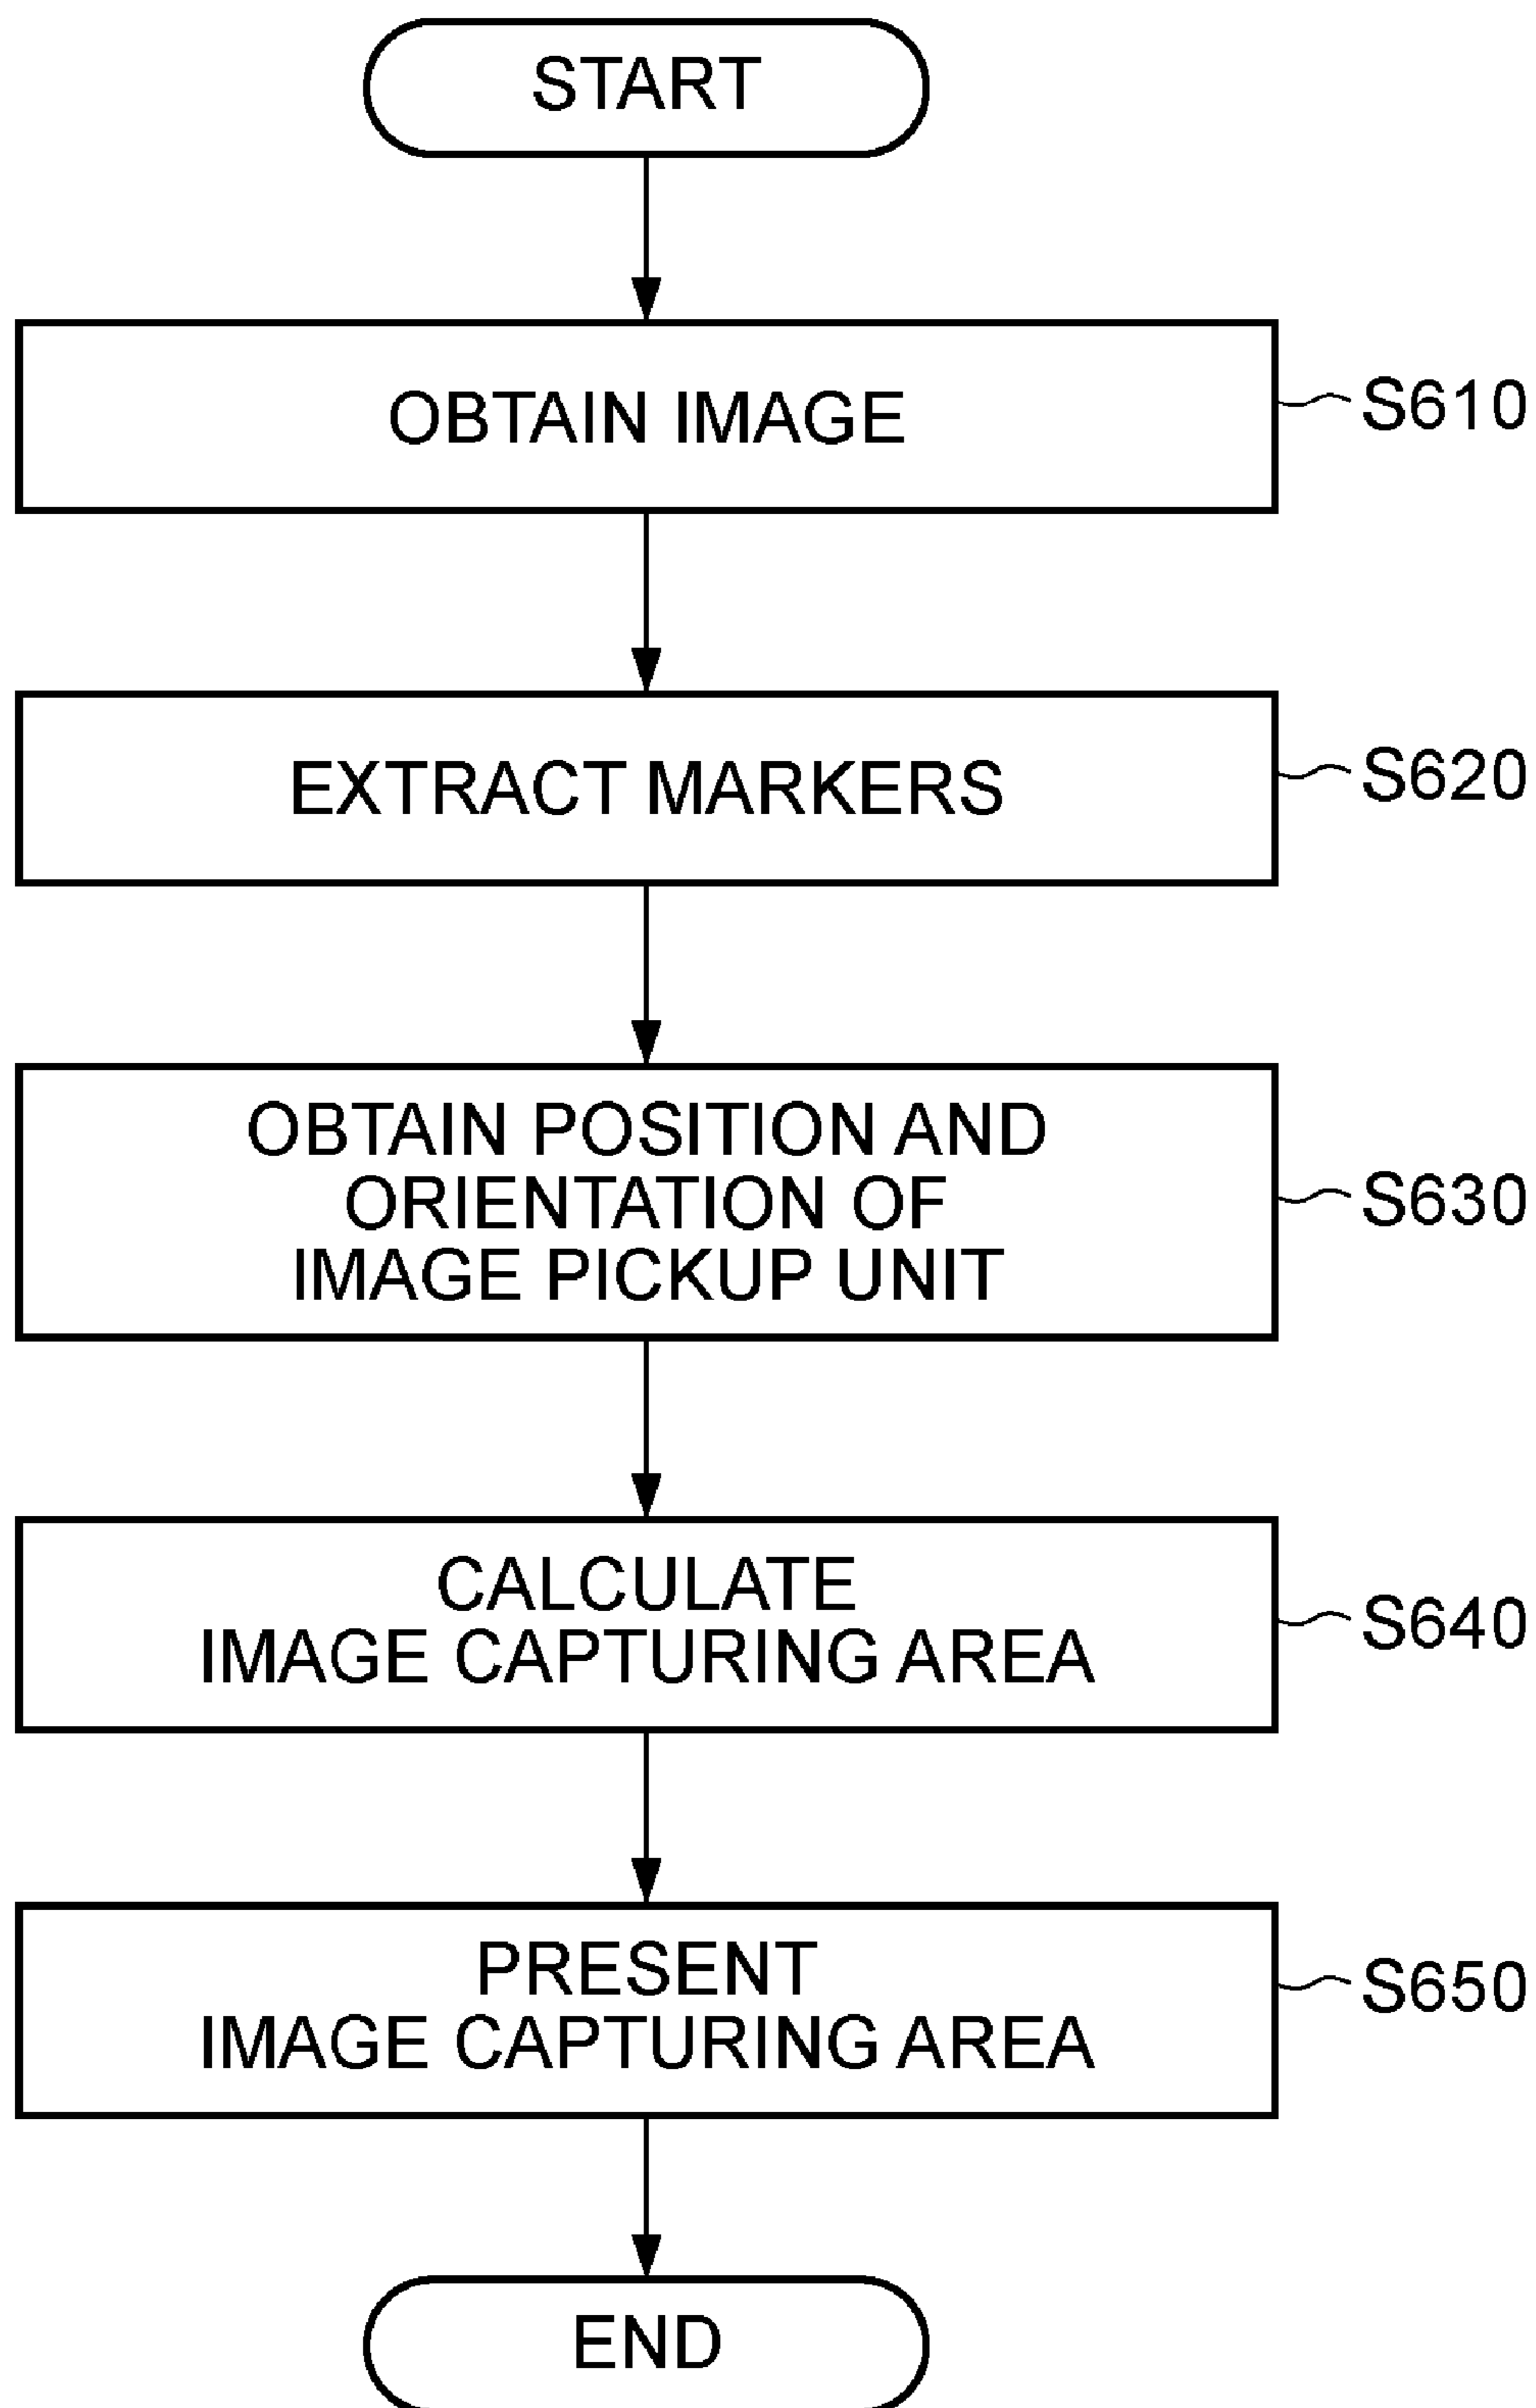 START
OBTAIN IMAGE
S610
EXTRACT MARKERS
S620
OBTAIN POSITION AND
ORIENTATION OF
IMAGE PICKUP UNIT
S630
CALCULATE
IMAGE CAPTURING AREA
S640
PRESENT
IMAGE CAPTURING AREA
S650
END